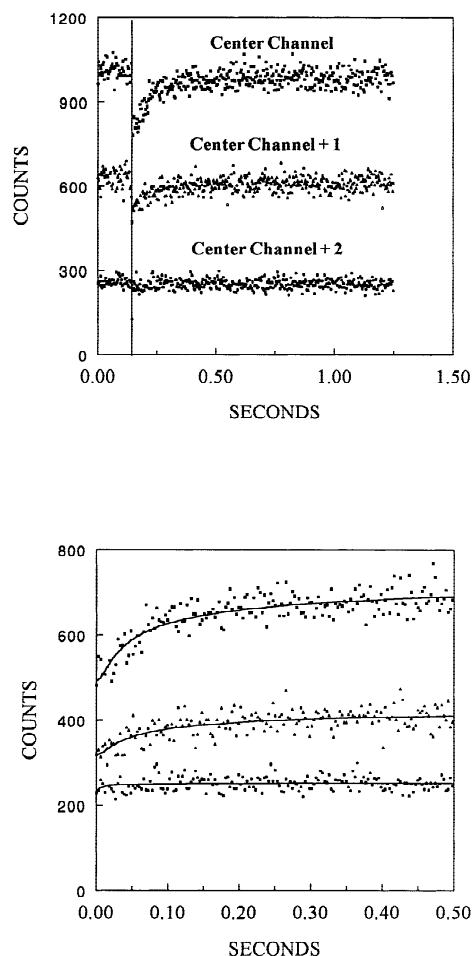 1200
Center Channel
900
Center Channel + 1
600
Center Channel + 2
300
0
COUNTS
0.00 0.50 1.00 1.50
SECONDS
800
600
400
200
0
COUNTS
0.00 0.10 0.20 0.30 0.40 0.50
SECONDS